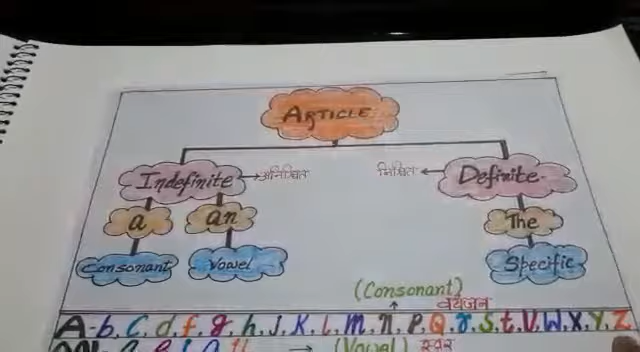 ARTICLE
Indefinite → अनिश्चित
निश्चित ← Definite
a
an
The
Consonant
Vowel
Specific
(Consonant)
व्यंजन
A-b, C, d, f, g, h, J, K, l, m, n, P, Q, r, S, t, V, W, X, Y, Z
→ (Vowel) स्वर